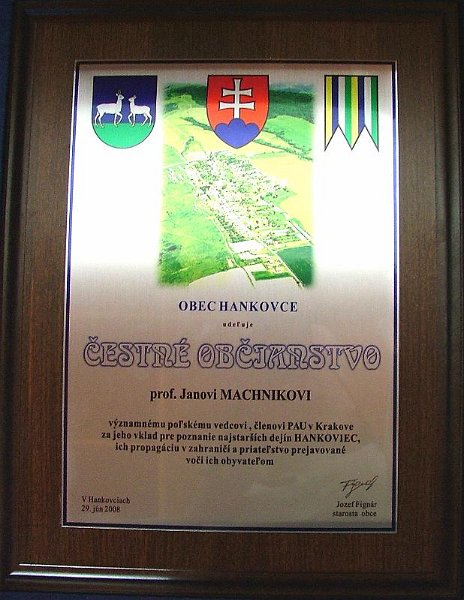 OBEC HANKOVCE
udeľuje
ČESTNÉ OBČIANSTVO
prof. Janovi MACHNIKOVI
významnému poľskému vedcovi, členovi PAU v Krakove
za jeho vklad pre poznanie najstarších dejín HANKOVIEC,
ich propagáciu v zahraničí a priateľstvo prejavované
voči ich obyvateľom
V Hankovciach
29. jún 2008
Jozef Fignár
starosta obce